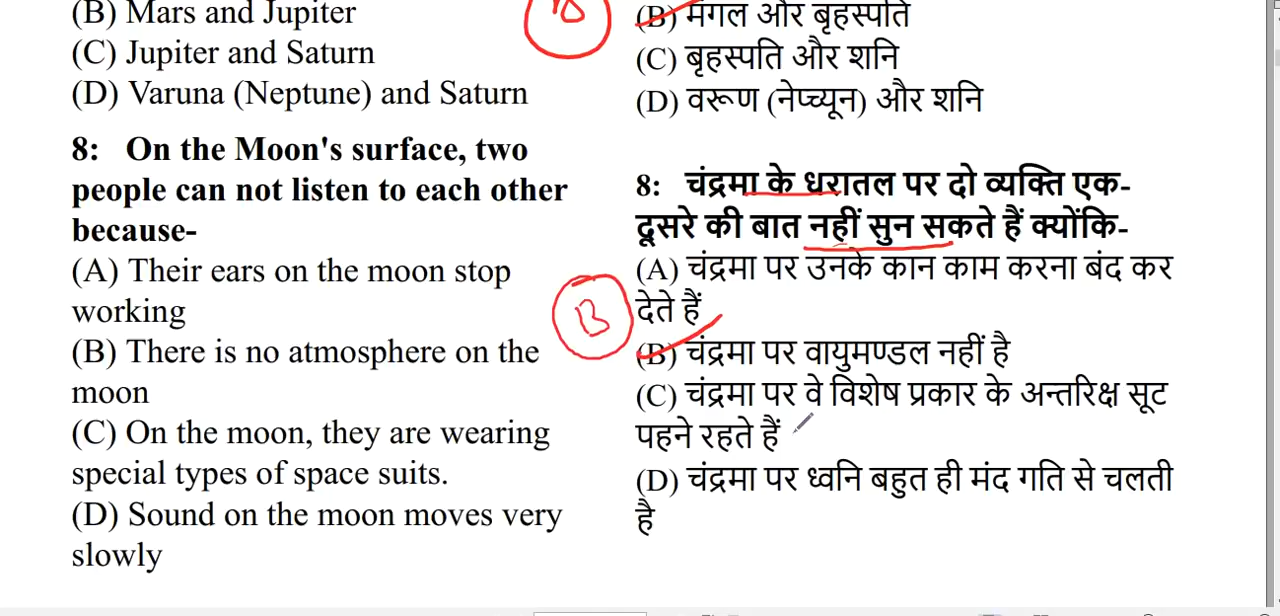 (B) Mars and Jupiter
(C) Jupiter and Saturn
(D) Varuna (Neptune) and Saturn
8: On the Moon's surface, two
people can not listen to each other
because-
(A) Their ears on the moon stop
working
(B) There is no atmosphere on the
moon
(C) On the moon, they are wearing
special types of space suits.
(D) Sound on the moon moves very
slowly
B
(B) मंगल और बृहस्पति
(C) बृहस्पति और शनि
(D) वरूण (नेप्च्यून) और शनि
8: चंद्रमा के धरातल पर दो व्यक्ति एक-
दूसरे की बात नहीं सुन सकते हैं क्योंकि-
(A) चंद्रमा पर उनके कान काम करना बंद कर
देते हैं
B
(B) चंद्रमा पर वायुमण्डल नहीं है
(C) चंद्रमा पर वे विशेष प्रकार के अन्तरिक्ष सूट
पहने रहते हैं
(D) चंद्रमा पर ध्वनि बहुत ही मंद गति से चलती
है